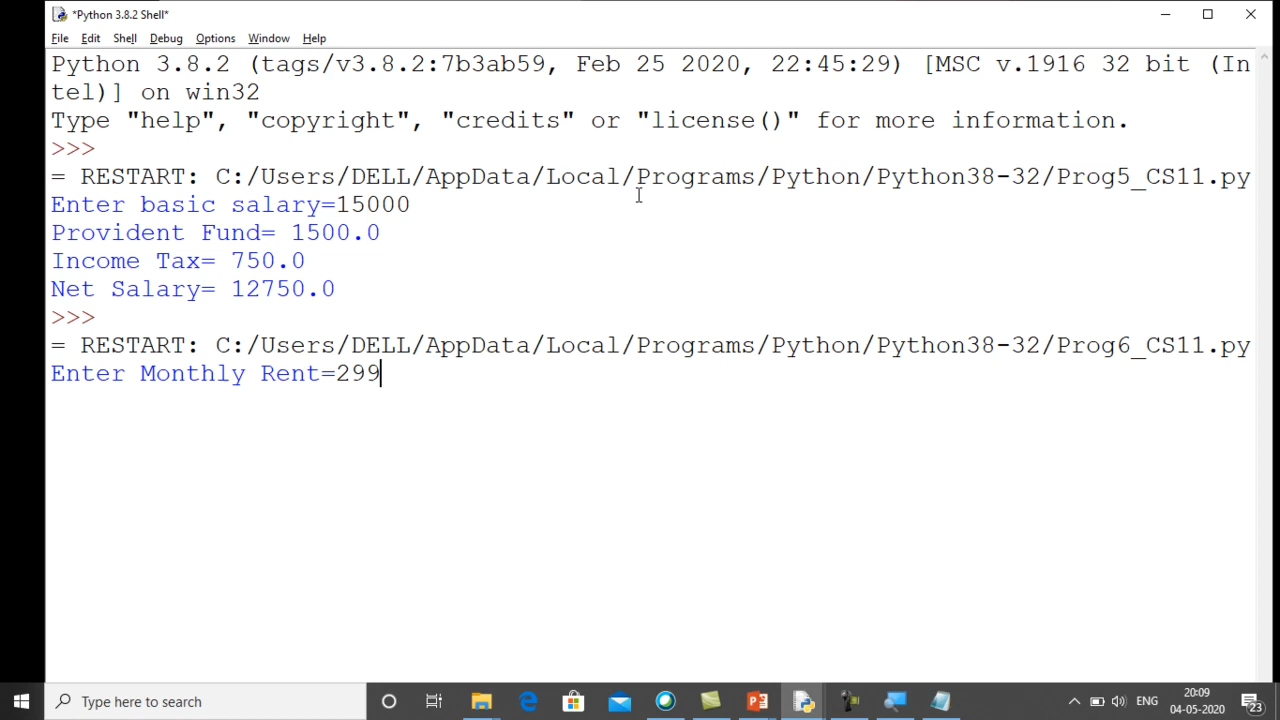 *Python 3.8.2 Shell*
File Edit Shell Debug Options Window Help
Python 3.8.2 (tags/v3.8.2:7b3ab59, Feb 25 2020, 22:45:29) [MSC v.1916 32 bit (In
tel)] on win32
Type "help", "copyright", "credits" or "license()" for more information.
>>>
= RESTART: C:/Users/DELL/AppData/Local/Programs/Python/Python38-32/Prog5_CS11.py
Enter basic salary=15000
Provident Fund= 1500.0
Income Tax= 750.0
Net Salary= 12750.0
>>>
= RESTART: C:/Users/DELL/AppData/Local/Programs/Python/Python38-32/Prog6_CS11.py
Enter Monthly Rent=299
Type here to search
ENG
20:09
04-05-2020
23